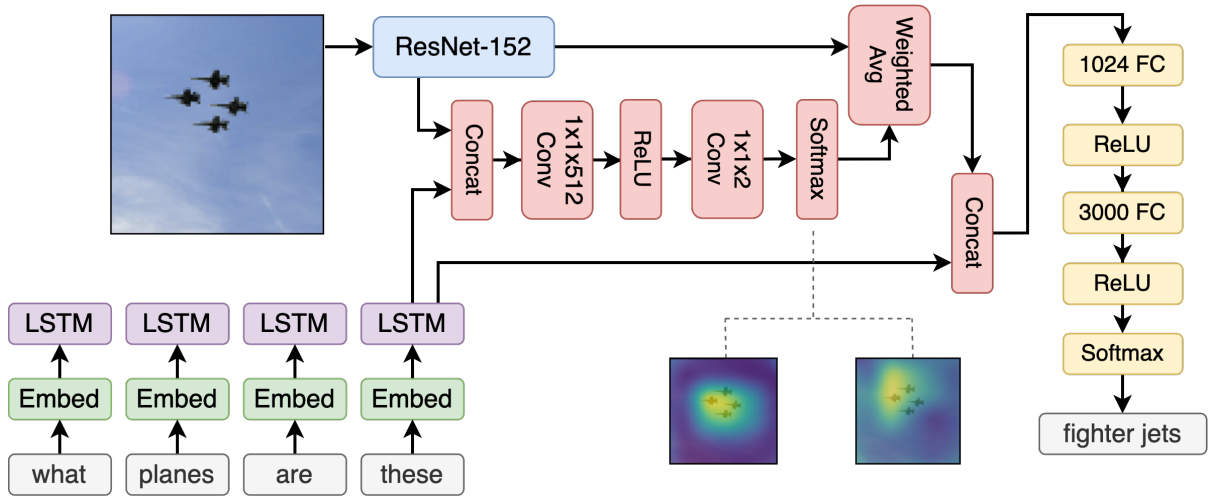 ResNet-152
Weighted
Avg
Concat
1x1x512
Conv
ReLU
1x1x2
Conv
Softmax
Concat
1024 FC
ReLU
3000 FC
ReLU
Softmax
fighter jets
LSTM LSTM LSTM LSTM
Embed Embed Embed Embed
what planes are these